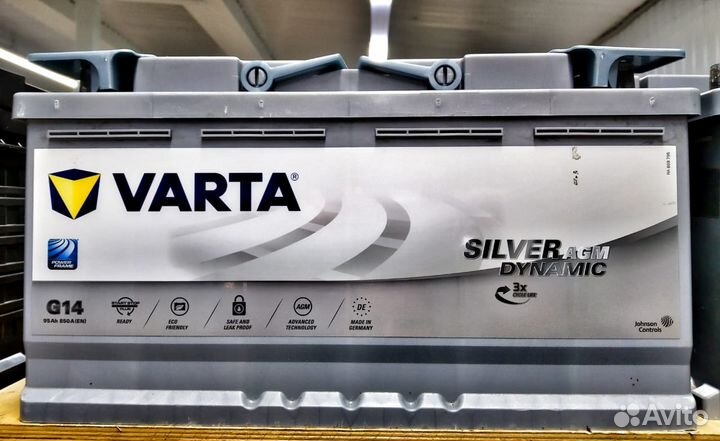 VARTA®
POWER FRAME
SILVER AGM
DYNAMIC
3x
CYCLE LIFE
G14
95Ah 850A(EN)
START STOP
PLUS
READY
ECO
FRIENDLY
SAFE AND
LEAK PROOF
AGM
ADVANCED
TECHNOLOGY
DE
MADE IN
GERMANY
Johnson
Controls
Avito